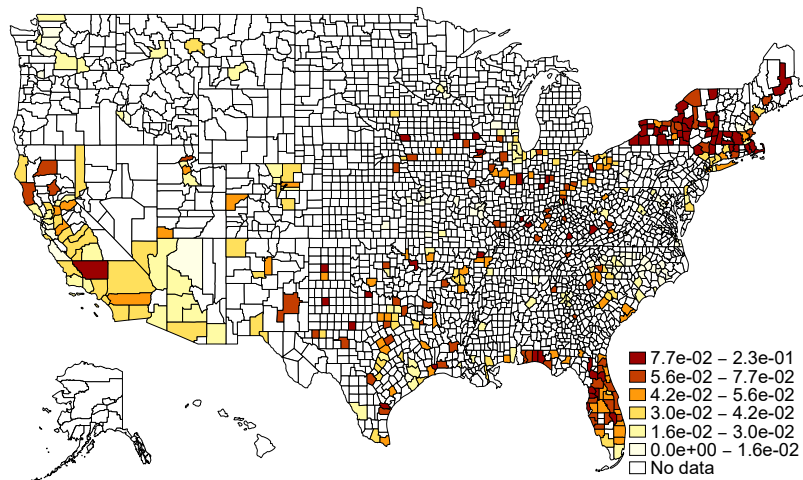 7.7e-02 – 2.3e-01
5.6e-02 – 7.7e-02
4.2e-02 – 5.6e-02
3.0e-02 – 4.2e-02
1.6e-02 – 3.0e-02
0.0e+00 – 1.6e-02
No data